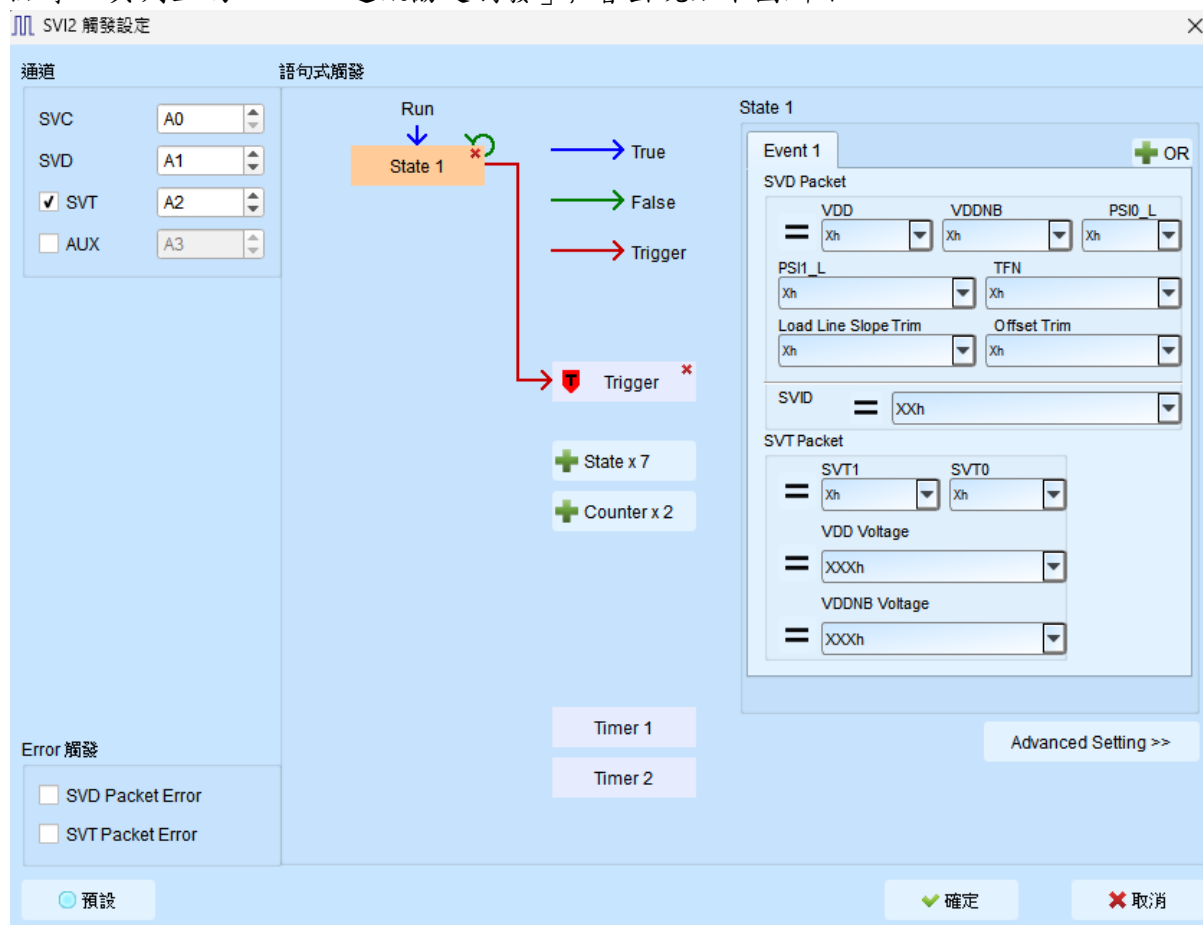 SVI2 觸發設定
通道
SVC A0
SVD A1
SVT A2
AUX A3
語句式觸發
Run
State 1
True
False
Trigger
Trigger
State x 7
Counter x 2
Timer 1
Timer 2
State 1
Event 1
OR
SVD Packet
VDD VDDNB PSI0_L
= Xh Xh Xh
PSI1_L TFN
Xh Xh
Load Line Slope Trim Offset Trim
Xh Xh
SVID = XXh
SVT Packet
SVT1 SVT0
= Xh Xh
VDD Voltage
= XXXh
VDDNB Voltage
= XXXh
Advanced Setting >>
Error 觸發
SVD Packet Error
SVT Packet Error
預設
確定
取消